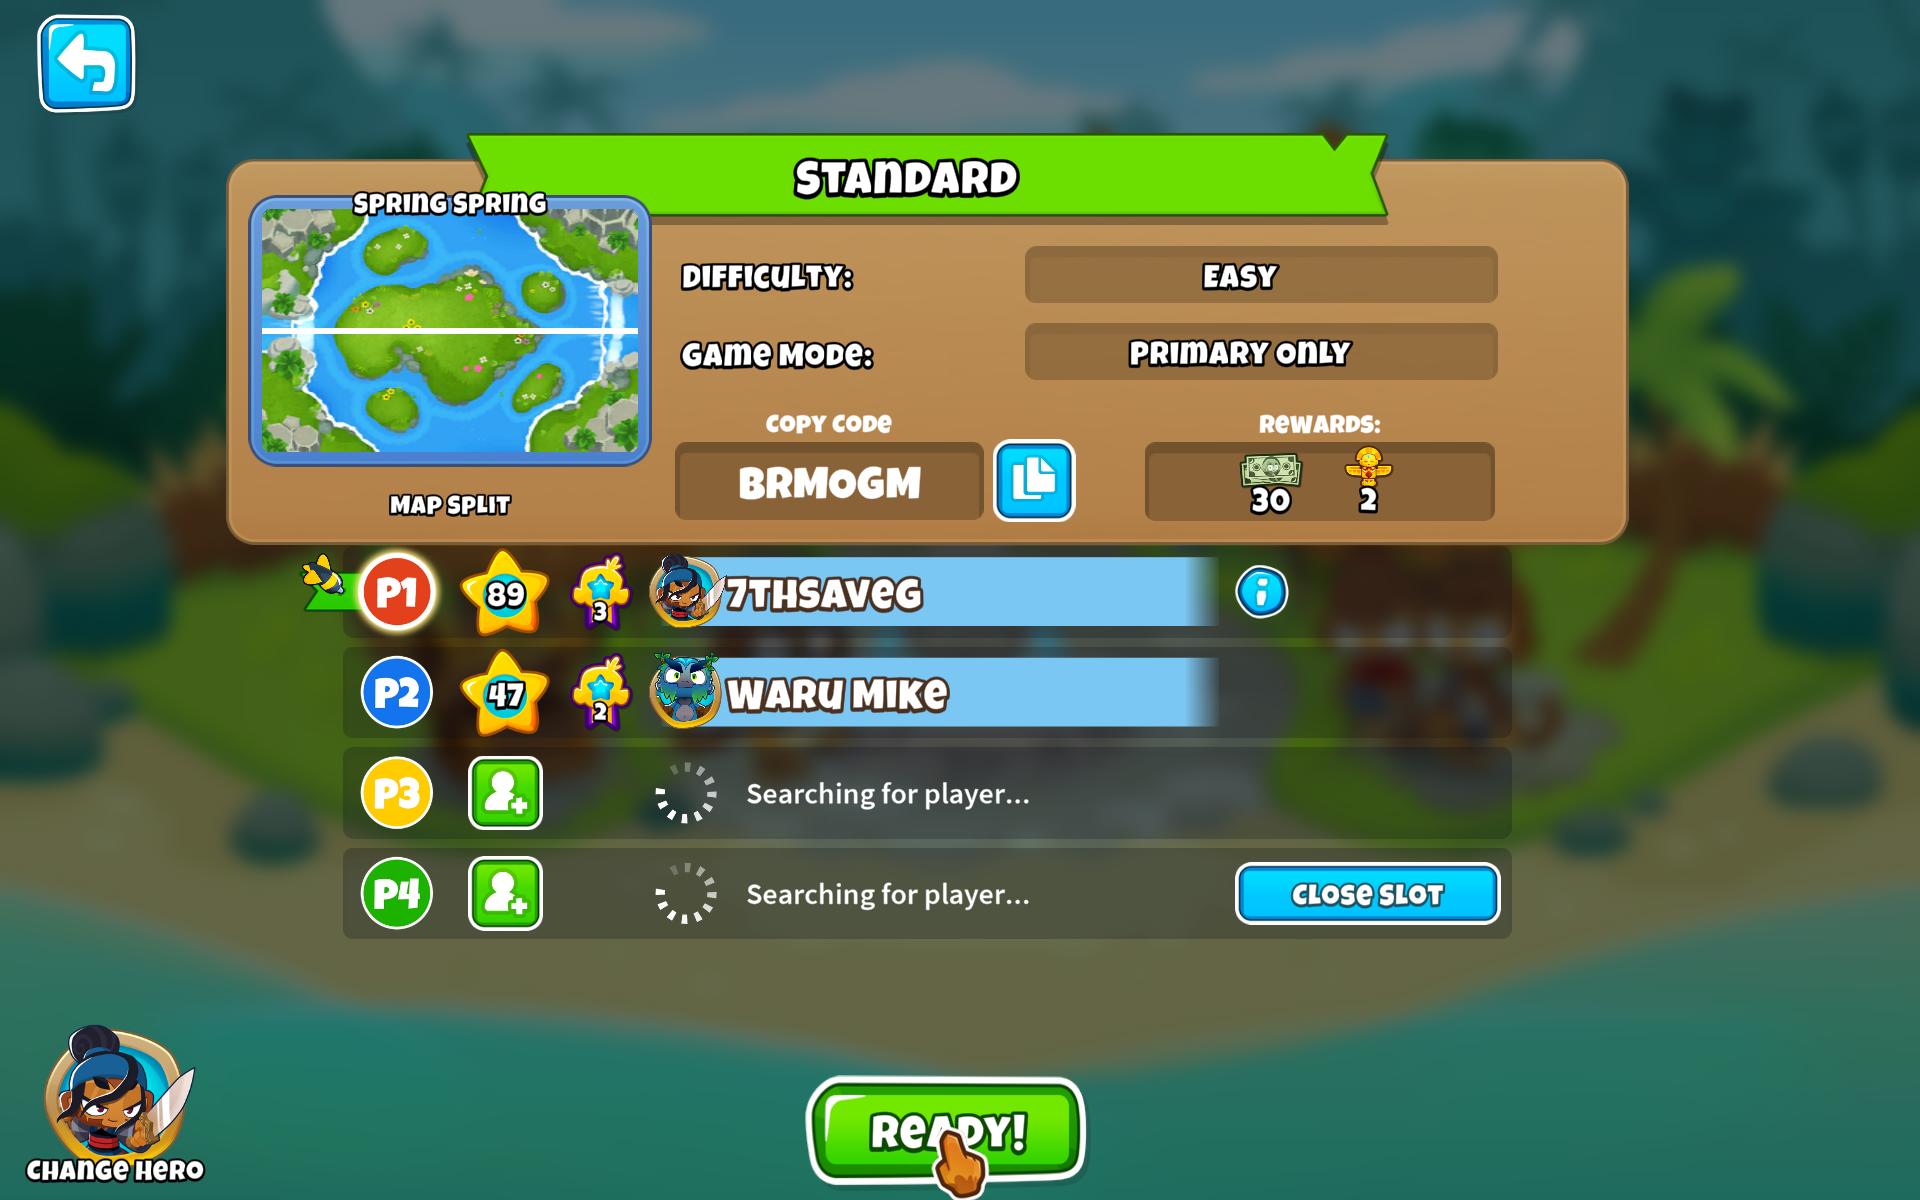 STANDARD
SPRING SPRING
DIFFICULTY:
EASY
GAME MODE:
PRIMARY ONLY
COPY CODE
BRMOGM
REWARDS:
30
2
MAP SPLIT
P1
89
3
7THSAVEG
P2
47
2
WARU MIKE
P3
Searching for player...
P4
Searching for player...
CLOSE SLOT
CHANGE HERO
READY!